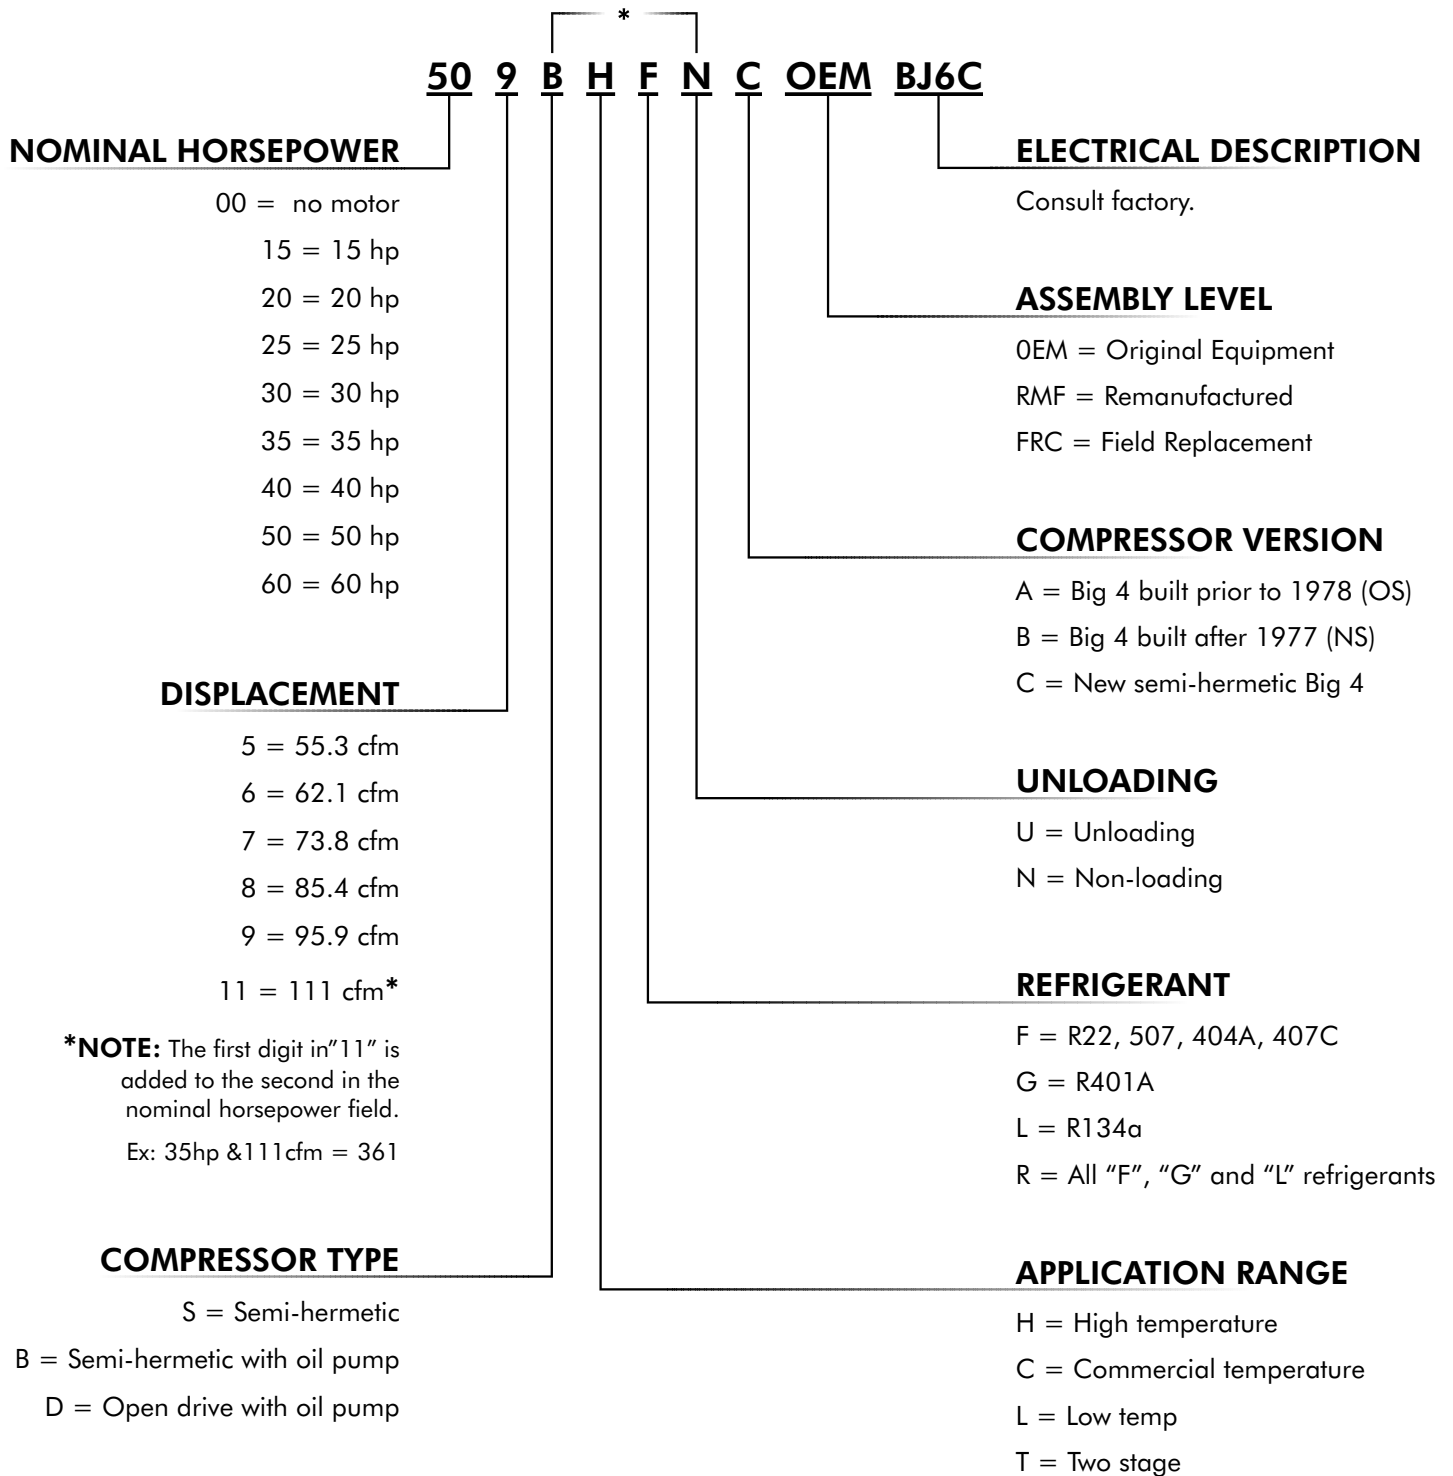 *
50 9 B H F N C OEM BJ6C
NOMINAL HORSEPOWER
00 = no motor
15 = 15 hp
20 = 20 hp
25 = 25 hp
30 = 30 hp
35 = 35 hp
40 = 40 hp
50 = 50 hp
60 = 60 hp
DISPLACEMENT
5 = 55.3 cfm
6 = 62.1 cfm
7 = 73.8 cfm
8 = 85.4 cfm
9 = 95.9 cfm
11 = 111 cfm*
*NOTE: The first digit in"11" is
added to the second in the
nominal horsepower field.
Ex: 35hp &111cfm = 361
COMPRESSOR TYPE
S = Semi-hermetic
B = Semi-hermetic with oil pump
D = Open drive with oil pump
ELECTRICAL DESCRIPTION
Consult factory.
ASSEMBLY LEVEL
0EM = Original Equipment
RMF = Remanufactured
FRC = Field Replacement
COMPRESSOR VERSION
A = Big 4 built prior to 1978 (OS)
B = Big 4 built after 1977 (NS)
C = New semi-hermetic Big 4
UNLOADING
U = Unloading
N = Non-loading
REFRIGERANT
F = R22, 507, 404A, 407C
G = R401A
L = R134a
R = All “F”, “G” and “L” refrigerants
APPLICATION RANGE
H = High temperature
C = Commercial temperature
L = Low temp
T = Two stage